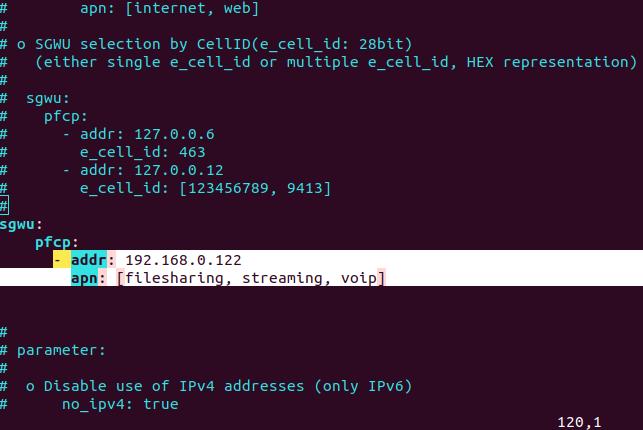 #        apn: [internet, web]
#
#  o SGWU selection by CellID(e_cell_id: 28bit)
#    (either single e_cell_id or multiple e_cell_id, HEX representation)
#
#  sgwu:
#    pfcp:
#      - addr: 127.0.0.6
#        e_cell_id: 463
#      - addr: 127.0.0.12
#        e_cell_id: [123456789, 9413]
#
sgwu:
    pfcp:
      - addr: 192.168.0.122
        apn: [filesharing, streaming, voip]
#
# parameter:
#
#  o Disable use of IPv4 addresses (only IPv6)
#      no_ipv4: true
120,1